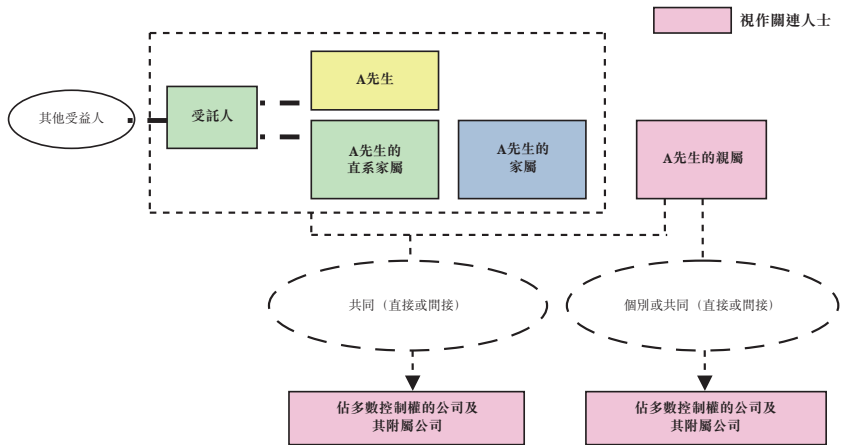 視作關連人士
A先生
其他受益人
受託人
A先生的
直系家屬
A先生的
家屬
A先生的親屬
共同（直接或間接）
個別或共同（直接或間接）
佔多數控制權的公司及
其附屬公司
佔多數控制權的公司及
其附屬公司